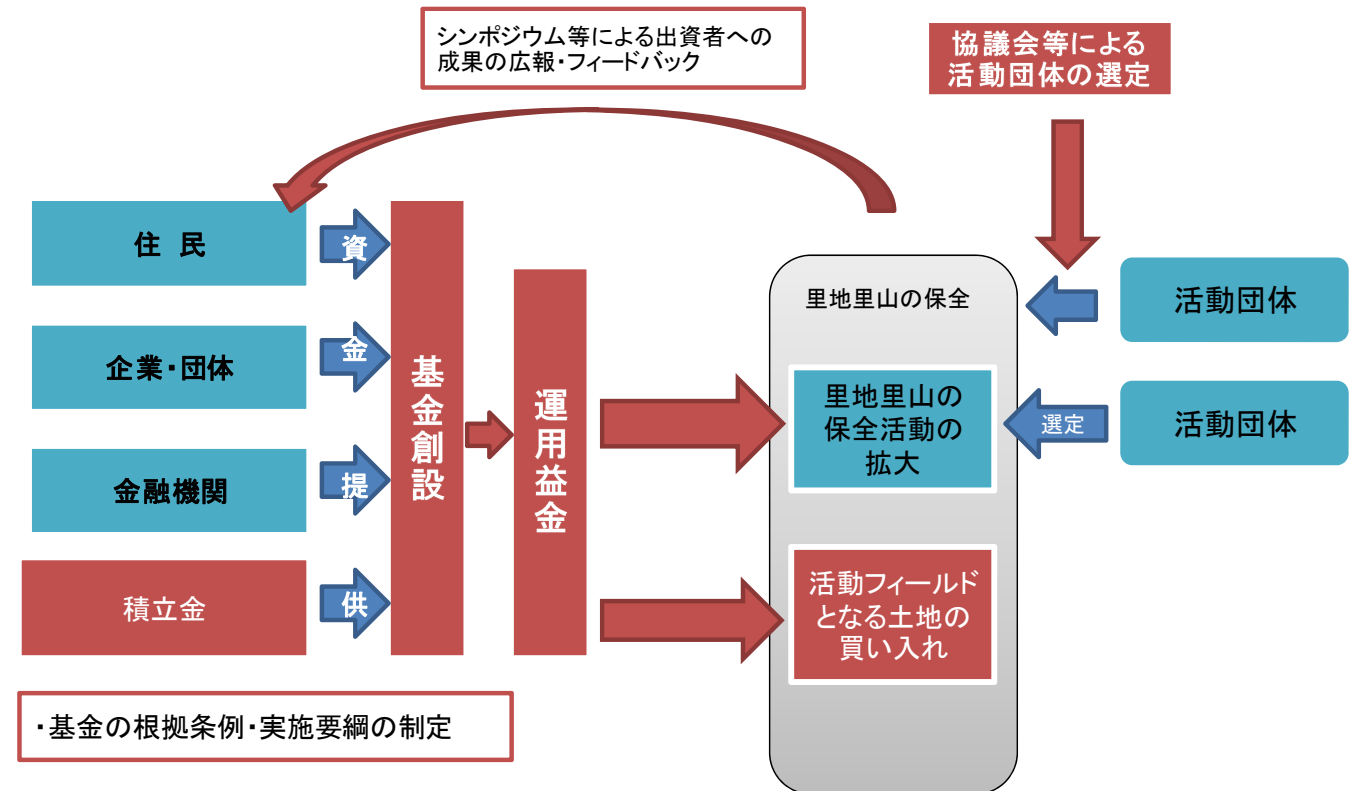 シンポジウム等による出資者への
成果の広報・フィードバック
協議会等による
活動団体の選定
住 民
資
企業・団体
金
金融機関
提
積立金
供
基金創設
運用益金
里地里山の保全
里地里山の
保全活動の
拡大
活動フィールド
となる土地の
買い入れ
活動団体
選定
活動団体
・基金の根拠条例・実施要綱の制定